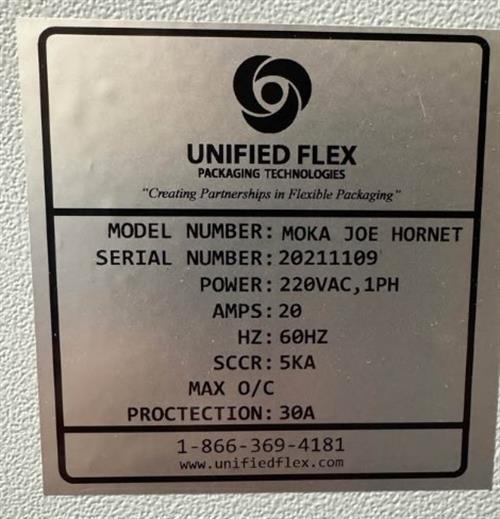 UNIFIED FLEX
PACKAGING TECHNOLOGIES
"Creating Partnerships in Flexible Packaging"
MODEL NUMBER: MOKA JOE HORNET
SERIAL NUMBER: 20211109
POWER: 220VAC,1PH
AMPS: 20
HZ: 60HZ
SCCR: 5KA
MAX O/C
PROCTECTION: 30A
1-866-369-4181
www.unifiedflex.com